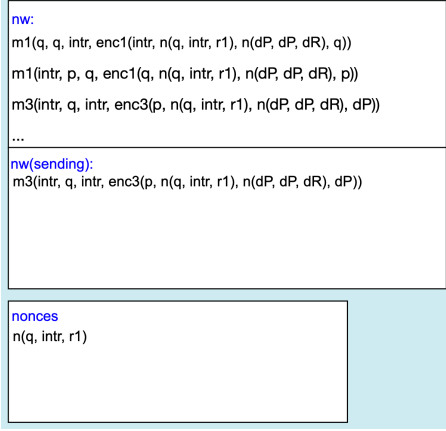 nw:
m1(q, q, intr, enc1(intr, n(q, intr, r1), n(dP, dP, dR), q))
m1(intr, p, q, enc1(q, n(q, intr, r1), n(dP, dP, dR), p))
m3(intr, q, intr, enc3(p, n(q, intr, r1), n(dP, dP, dR), dP))
...
nw(sending):
m3(intr, q, intr, enc3(p, n(q, intr, r1), n(dP, dP, dR), dP))
nonces
n(q, intr, r1)